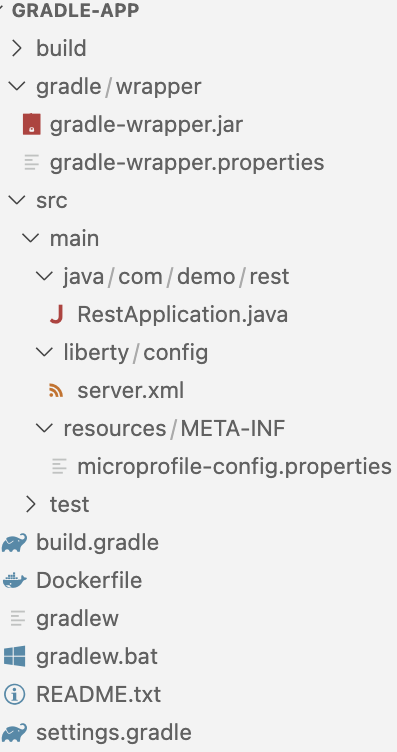 GRADLE-APP
build
gradle/wrapper
gradle-wrapper.jar
gradle-wrapper.properties
src
main
java/com/demo/rest
J RestApplication.java
liberty/config
server.xml
resources/META-INF
microprofile-config.properties
test
build.gradle
Dockerfile
gradlew
gradlew.bat
README.txt
settings.gradle